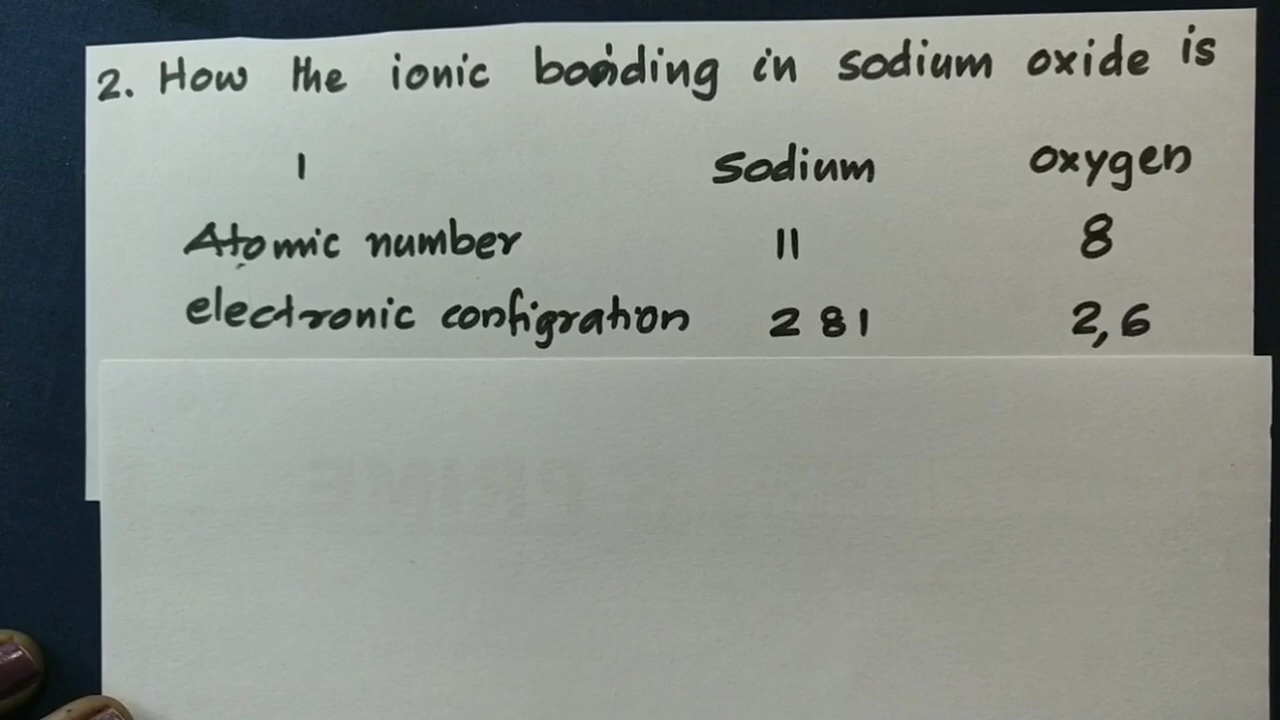 2. How the ionic bonding in sodium oxide is
1 Sodium oxygen
Atomic number 11 8
electronic configration 2 8 1 2,6